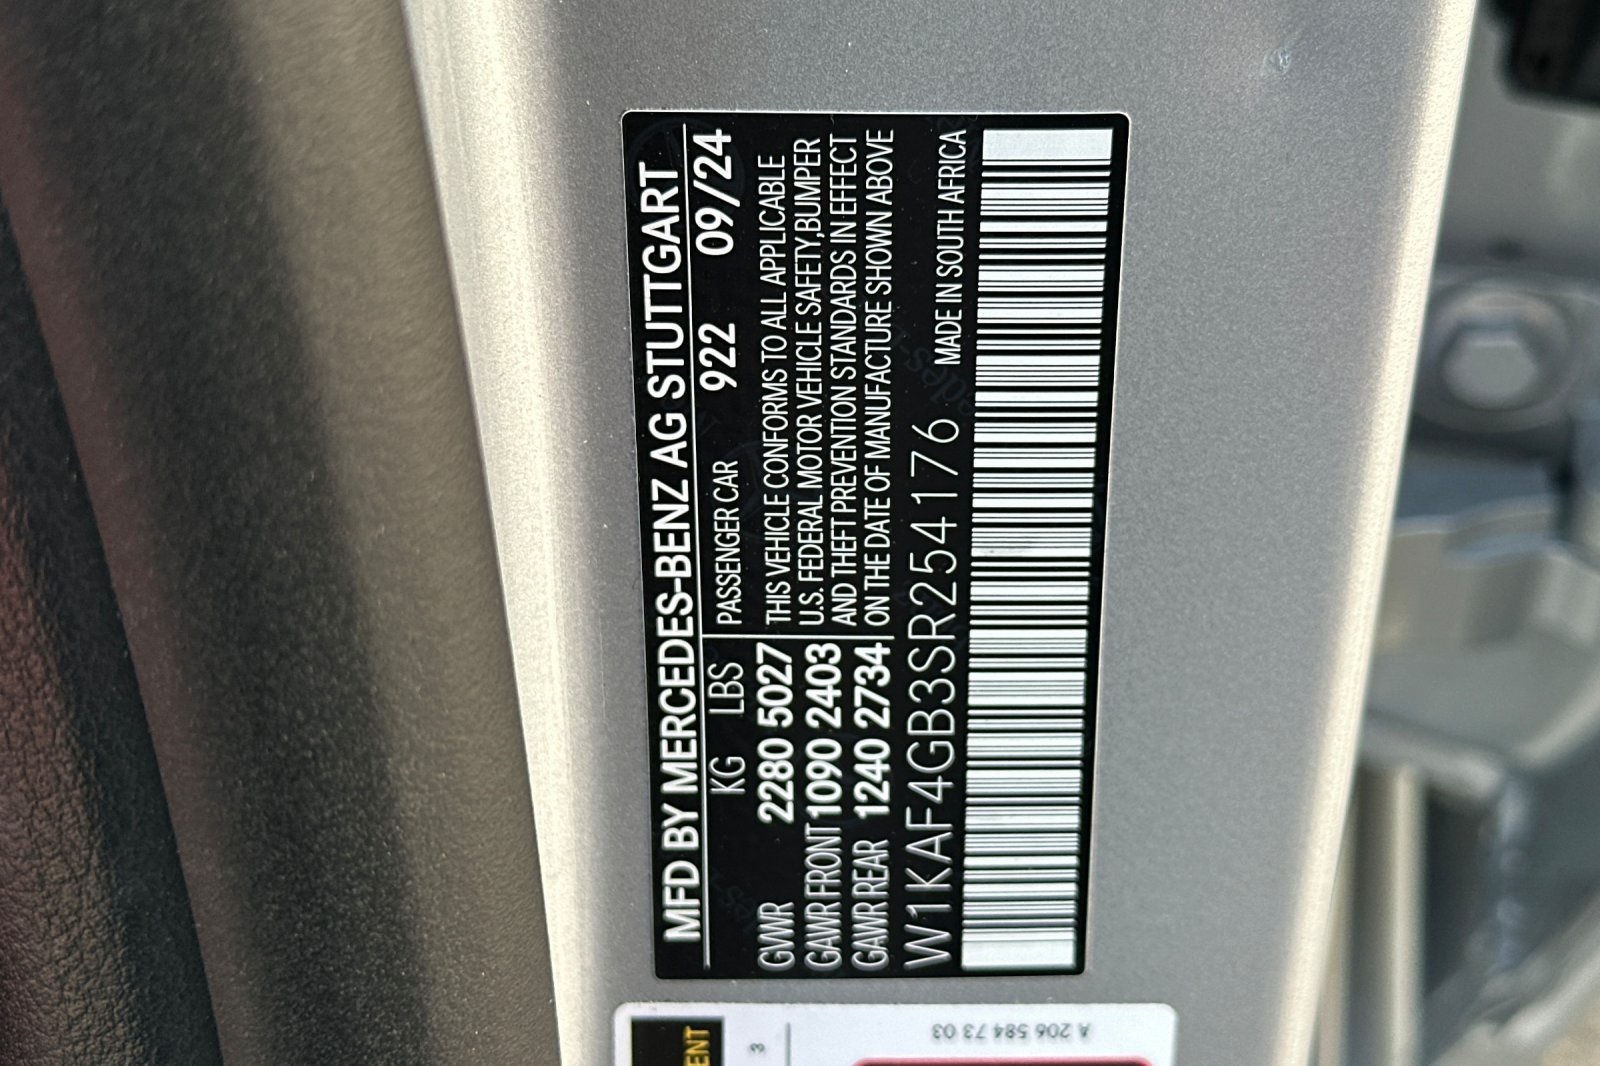 MFD BY MERCEDES-BENZ AG STUTTGART
KG LBS PASSENGER CAR 922 09/24
GVWR 2280 5027 THIS VEHICLE CONFORMS TO ALL APPLICABLE
GAWR FRONT 1090 2403 U.S. FEDERAL MOTOR VEHICLE SAFETY,BUMPER
AND THEFT PREVENTION STANDARDS IN EFFECT
GAWR REAR 1240 2734 ON THE DATE OF MANUFACTURE SHOWN ABOVE
W1KAF4GB3SR254176 MADE IN SOUTH AFRICA
A 206 584 73 03
3